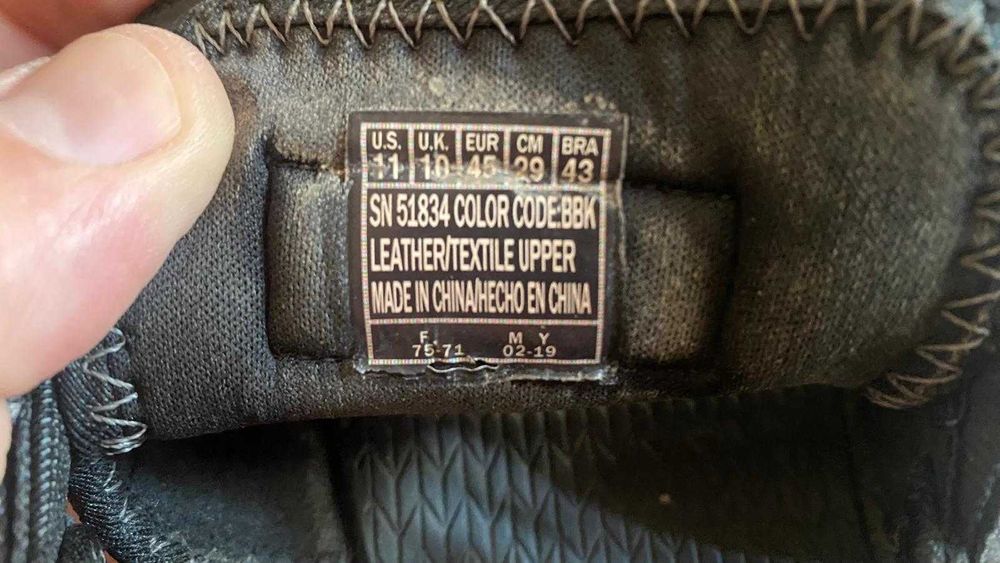 U.S. U.K. EUR CM BRA
11 10 45 29 43
SN 51834 COLOR CODE:BBK
LEATHER/TEXTILE UPPER
MADE IN CHINA/HECHO EN CHINA
F. M Y
75-71 02-19